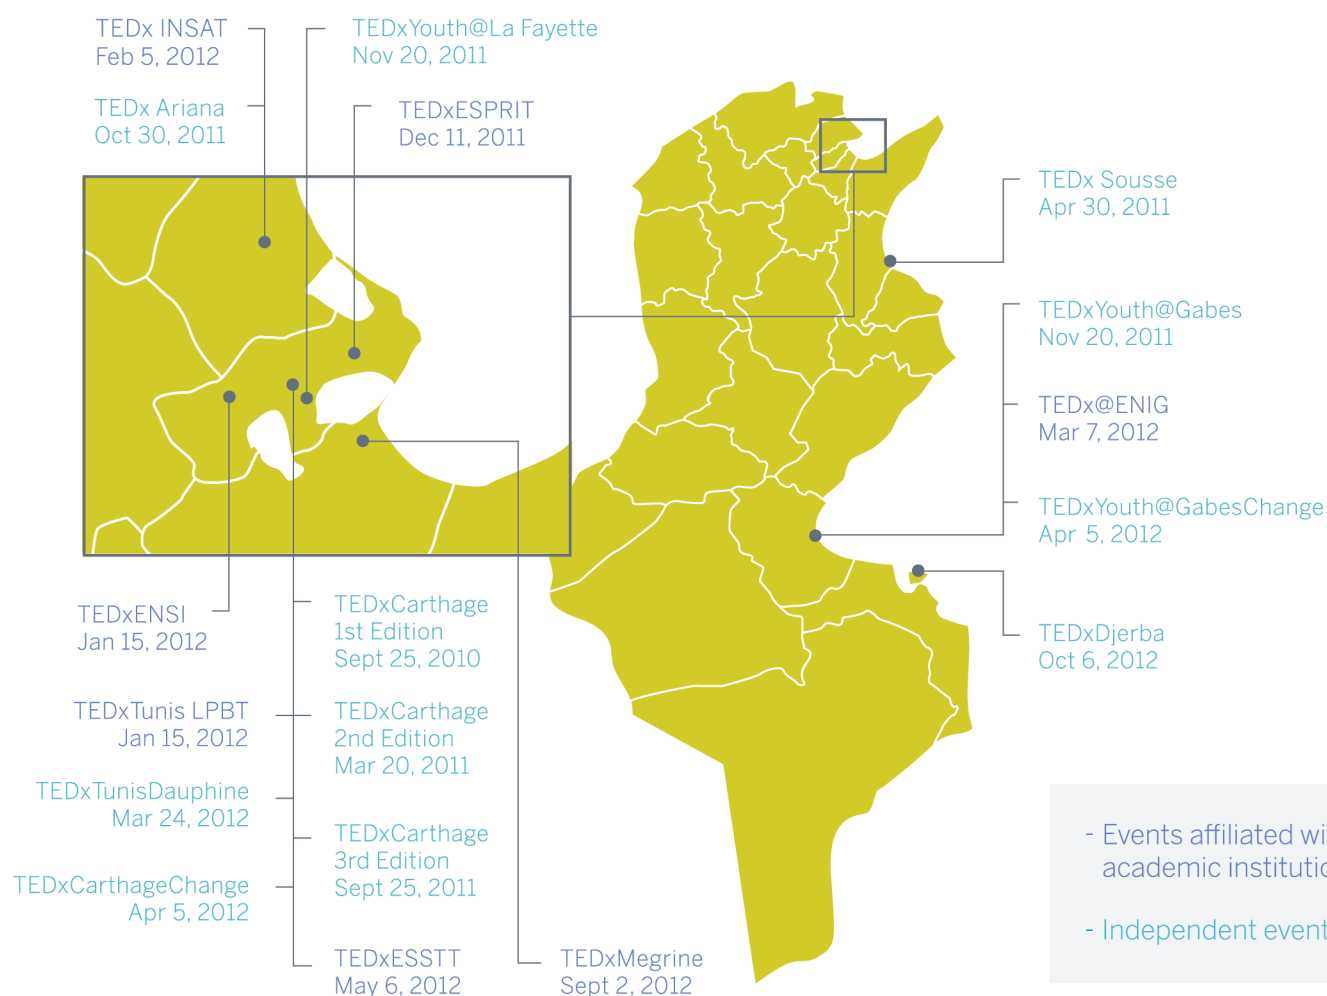 TEDx INSAT
Feb 5, 2012
TEDxYouth@La Fayette
Nov 20, 2011
TEDx Ariana
Oct 30, 2011
TEDxESPRIT
Dec 11, 2011
TEDx Sousse
Apr 30, 2011
TEDxYouth@Gabes
Nov 20, 2011
TEDx@ENIG
Mar 7, 2012
TEDxYouth@GabesChange
Apr 5, 2012
TEDxDjerba
Oct 6, 2012
TEDxENSI
Jan 15, 2012
TEDxCarthage
1st Edition
Sept 25, 2010
TEDxTunis LPBT
Jan 15, 2012
TEDxCarthage
2nd Edition
Mar 20, 2011
TEDxTunisDauphine
Mar 24, 2012
TEDxCarthage
3rd Edition
Sept 25, 2011
TEDxCarthageChange
Apr 5, 2012
TEDxESSTT
May 6, 2012
TEDxMegrine
Sept 2, 2012
- Events affiliated
academic
- Independent